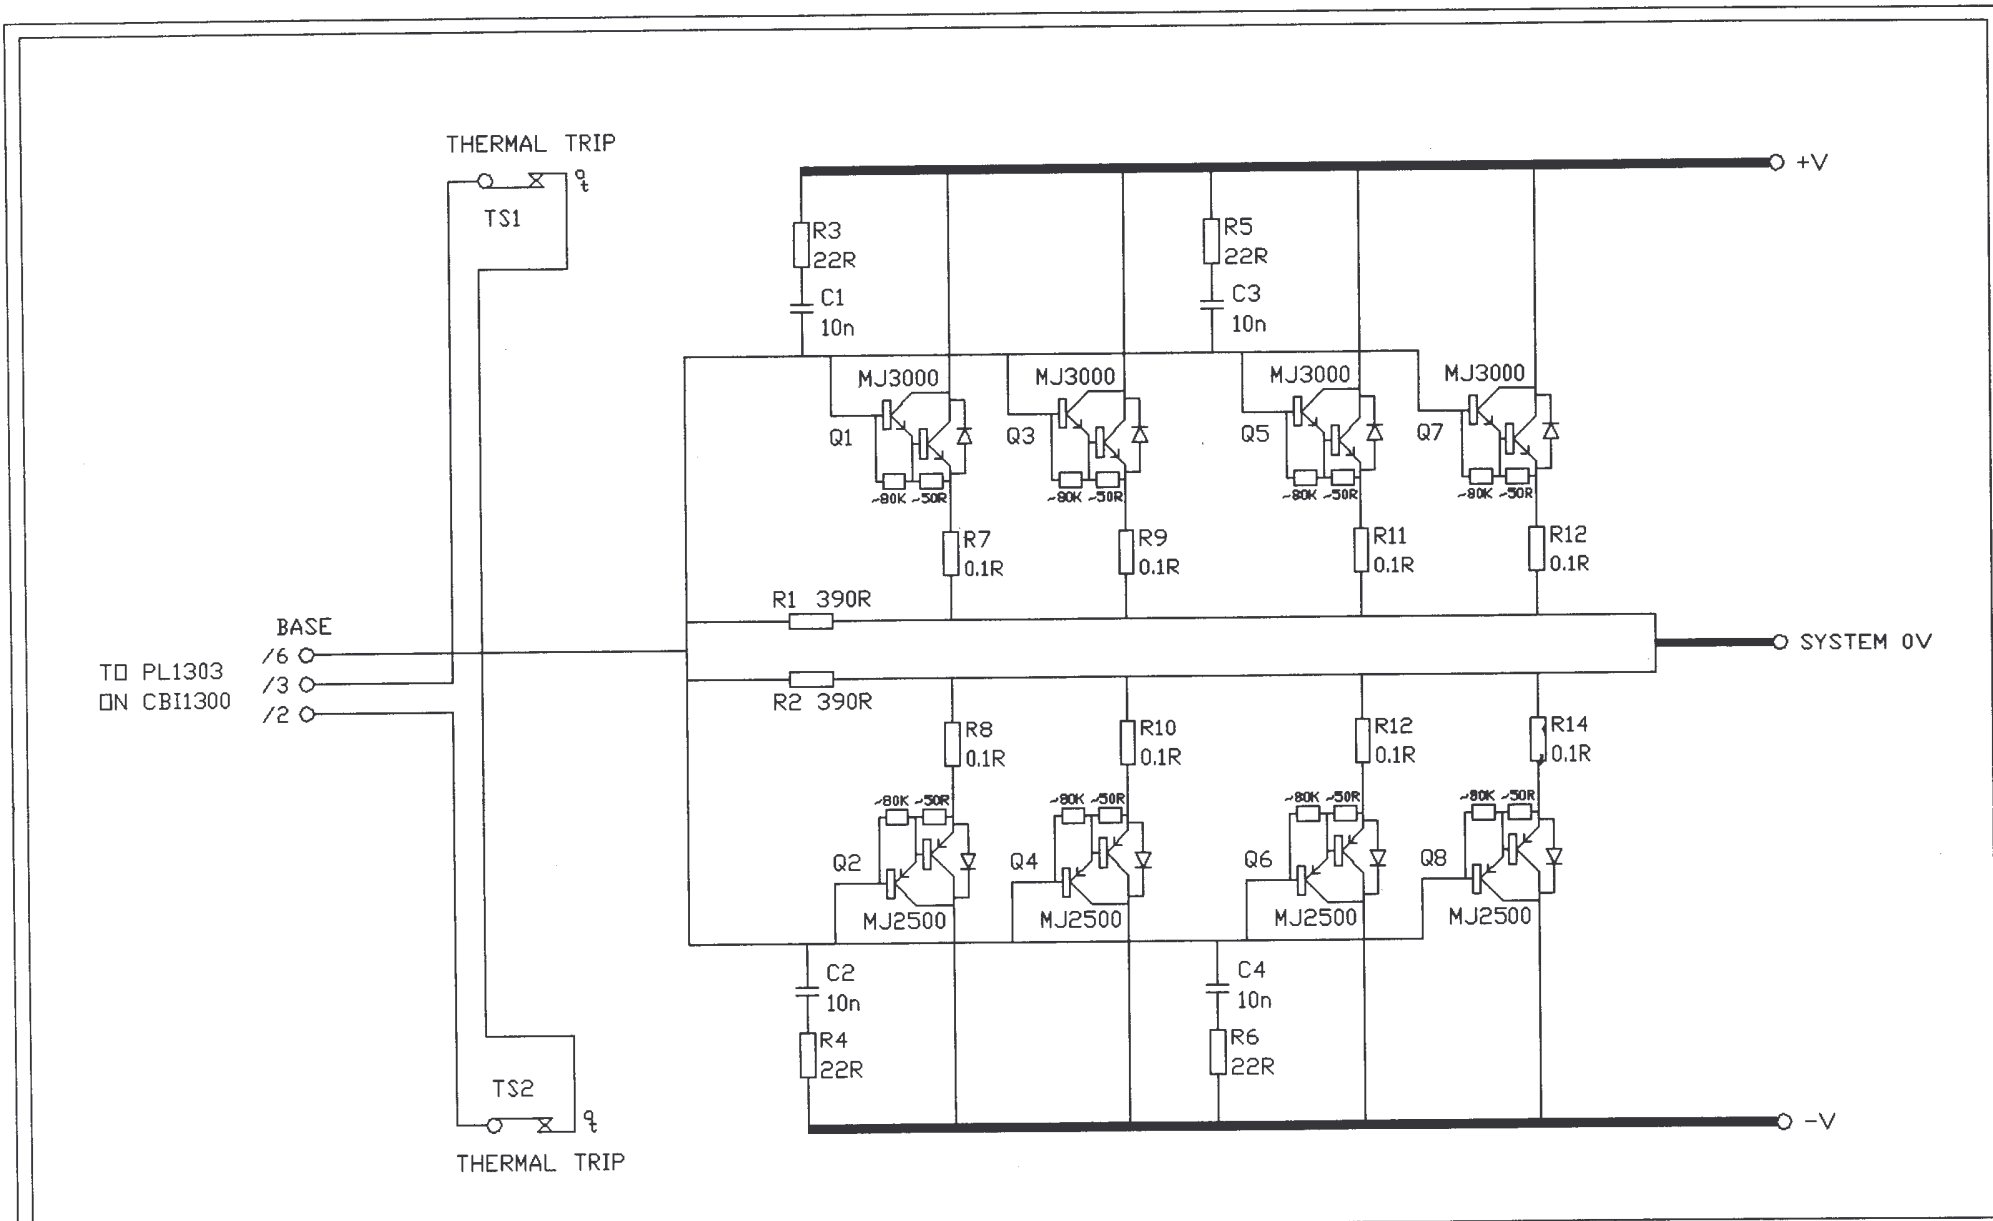 THERMAL TRIP
TS1
+V
R3
22R
C1
10n
R5
22R
C3
10n
MJ3000
MJ3000
MJ3000
MJ3000
Q1
Q3
Q5
Q7
~80K ~50R
~80K ~50R
~80K ~50R
~80K ~50R
R7
0.1R
R9
0.1R
R11
0.1R
R12
0.1R
R1 390R
BASE
/6
TO PL1303
ON CBI1300
/3
/2
SYSTEM 0V
R2 390R
R8
0.1R
R10
0.1R
R12
0.1R
R14
0.1R
~80K ~50R
~80K ~50R
~80K ~50R
~80K ~50R
Q2
Q4
Q6
Q8
MJ2500
MJ2500
MJ2500
MJ2500
C2
10n
C4
10n
R4
22R
R6
22R
TS2
THERMAL TRIP
-V